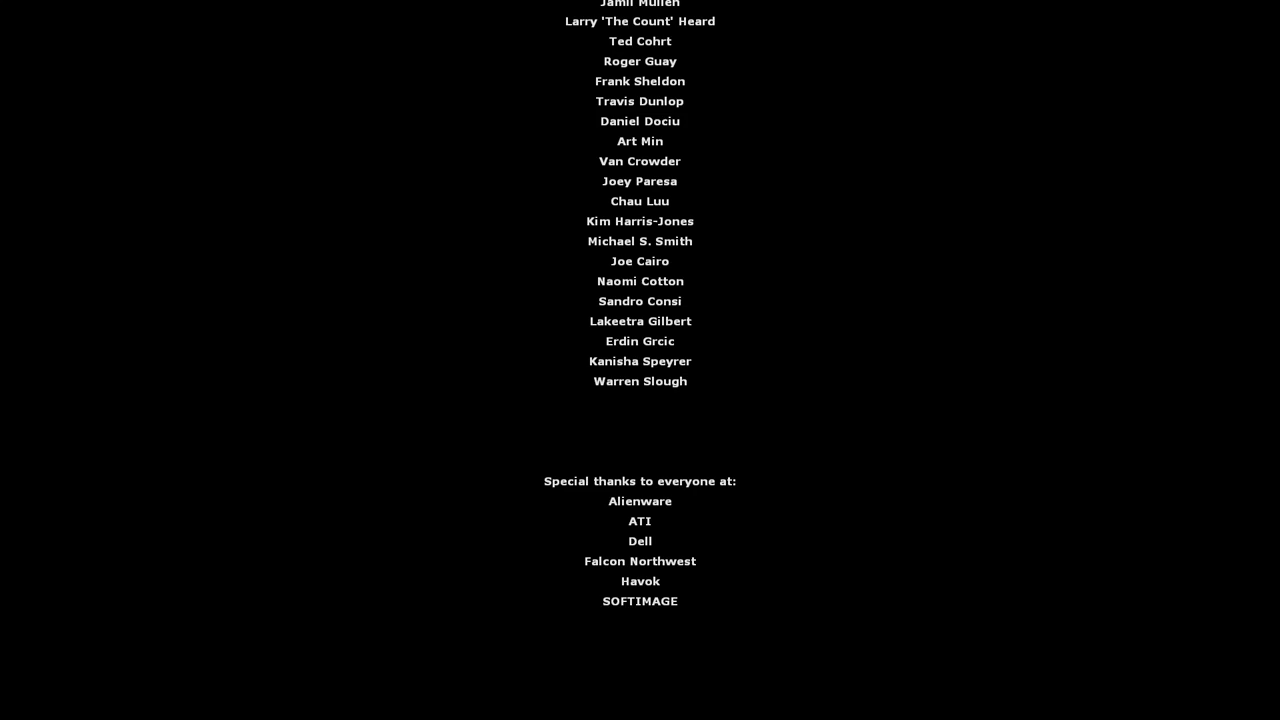 Jamil Mullen
Larry 'The Count' Heard
Ted Cohrt
Roger Guay
Frank Sheldon
Travis Dunlop
Daniel Dociu
Art Min
Van Crowder
Joey Paresa
Chau Luu
Kim Harris-Jones
Michael S. Smith
Joe Cairo
Naomi Cotton
Sandro Consi
Lakeetra Gilbert
Erdin Grcic
Kanisha Speyrer
Warren Slough
Special thanks to everyone at:
Alienware
ATI
Dell
Falcon Northwest
Havok
SOFTIMAGE